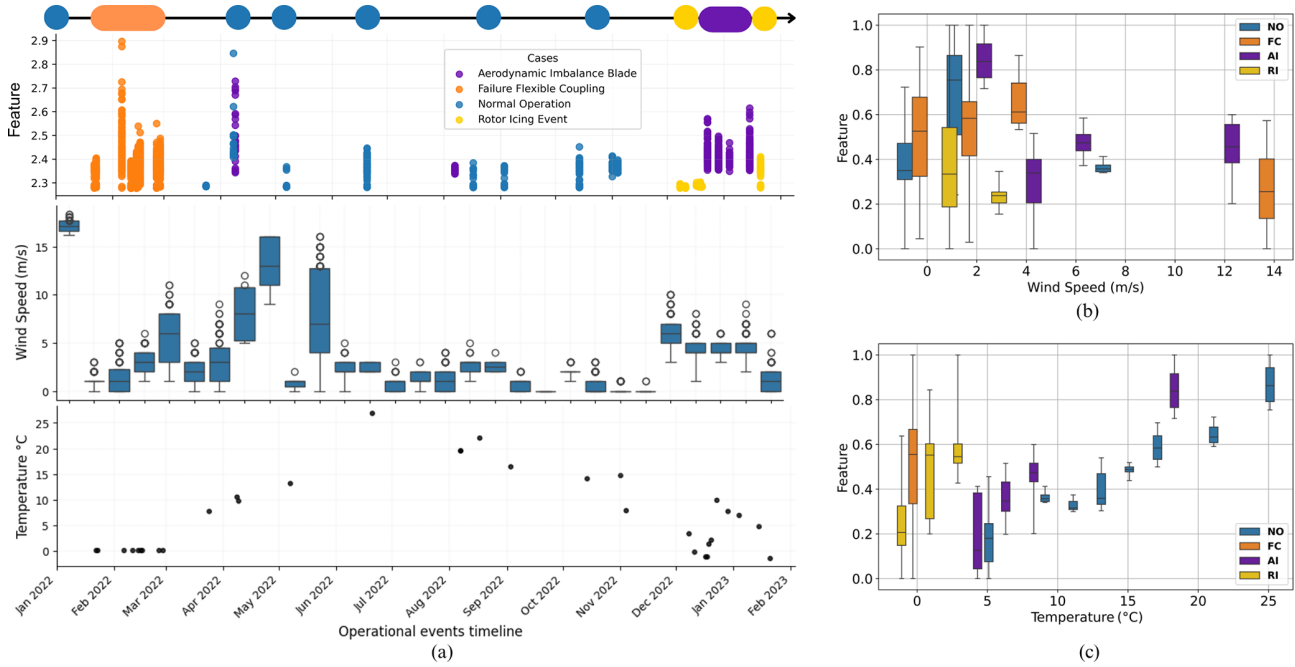 Cases
Aerodynamic Imbalance Blade
Failure Flexible Coupling
Normal Operation
Rotor Icing Event
Feature
2.9
2.8
2.7
2.6
2.5
2.4
2.3
Wind Speed (m/s)
15
10
5
0
Temperature °C
25
20
15
10
5
0
Jan 2022
Feb 2022
Mar 2022
Apr 2022
May 2022
Jun 2022
Jul 2022
Aug 2022
Sep 2022
Oct 2022
Nov 2022
Dec 2022
Jan 2023
Feb 2023
Operational events timeline
(a)
NO
FC
AI
RI
Feature
1.0
0.8
0.6
0.4
0.2
0.0
0 2 4 6 8 10 12 14
Wind Speed (m/s)
(b)
Feature
1.0
0.8
0.6
0.4
0.2
0.0
NO
FC
AI
RI
0 5 10 15 20 25
Temperature (°C)
(c)